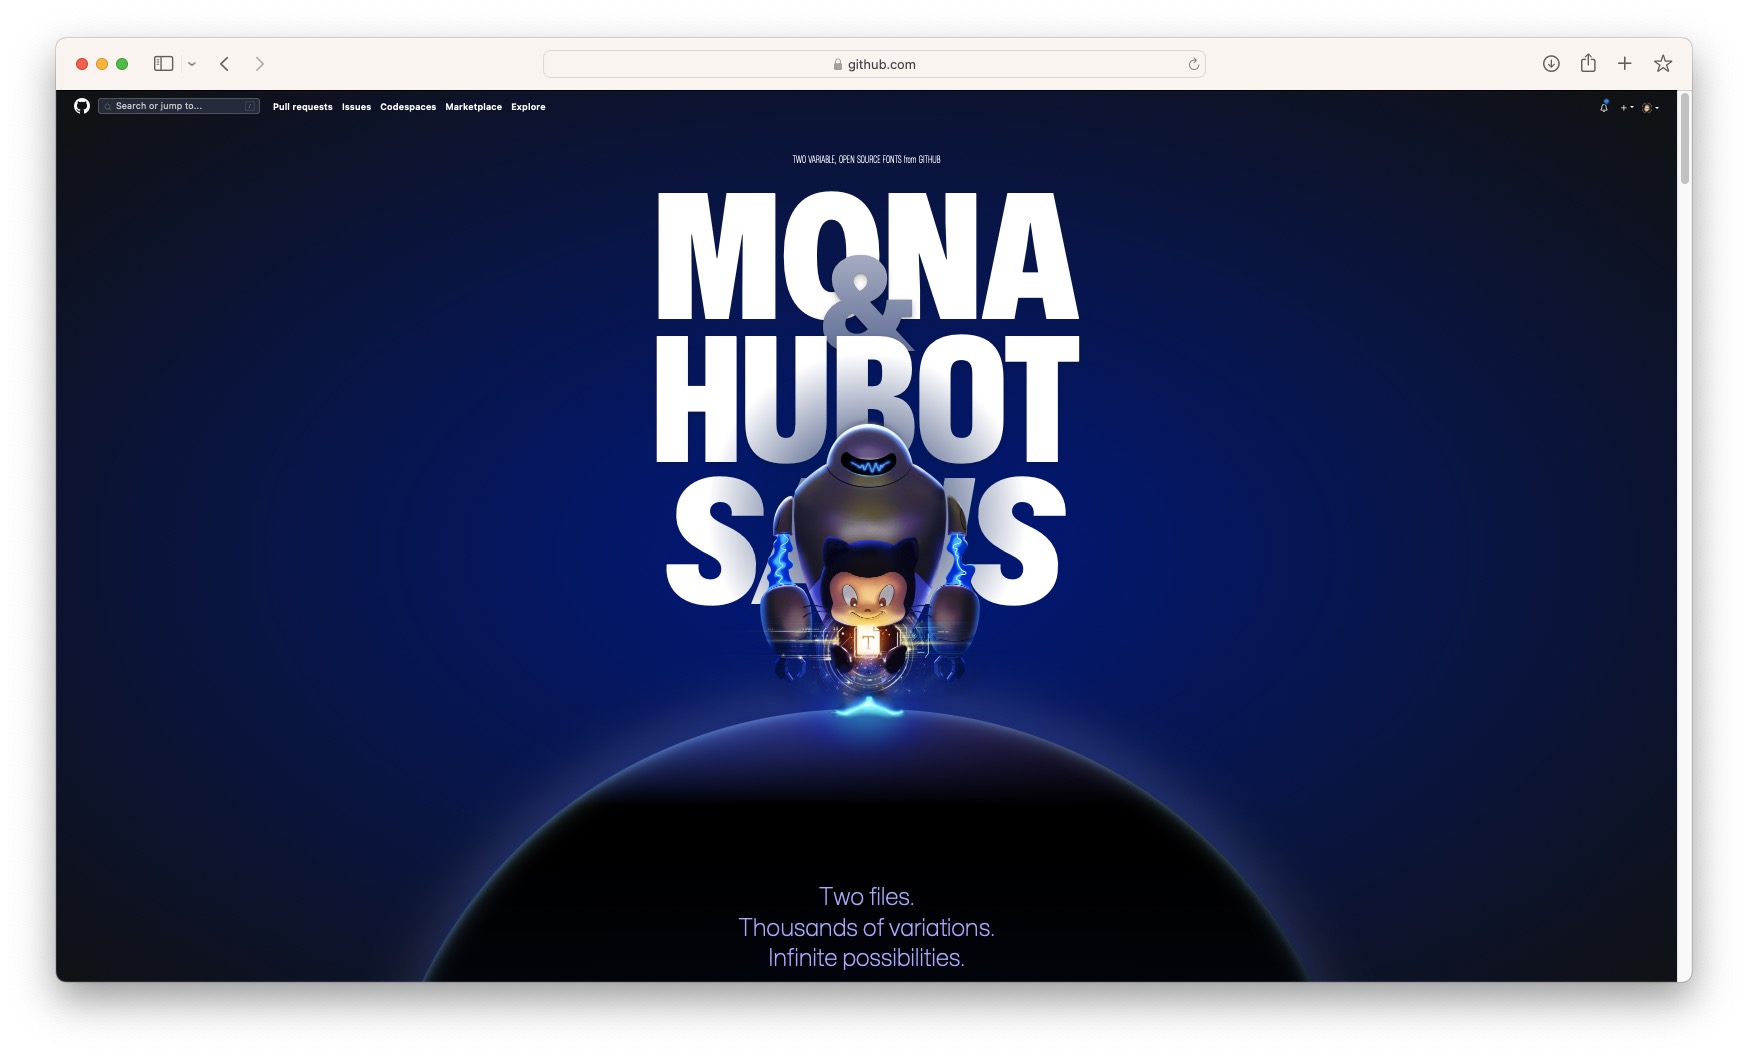 github.com
Search or jump to... /
Pull requests Issues Codespaces Marketplace Explore
TWO VARIABLE, OPEN SOURCE FONTS from GITHUB
MONA
&
HUBOT
SANS
T
Two files.
Thousands of variations.
Infinite possibilities.